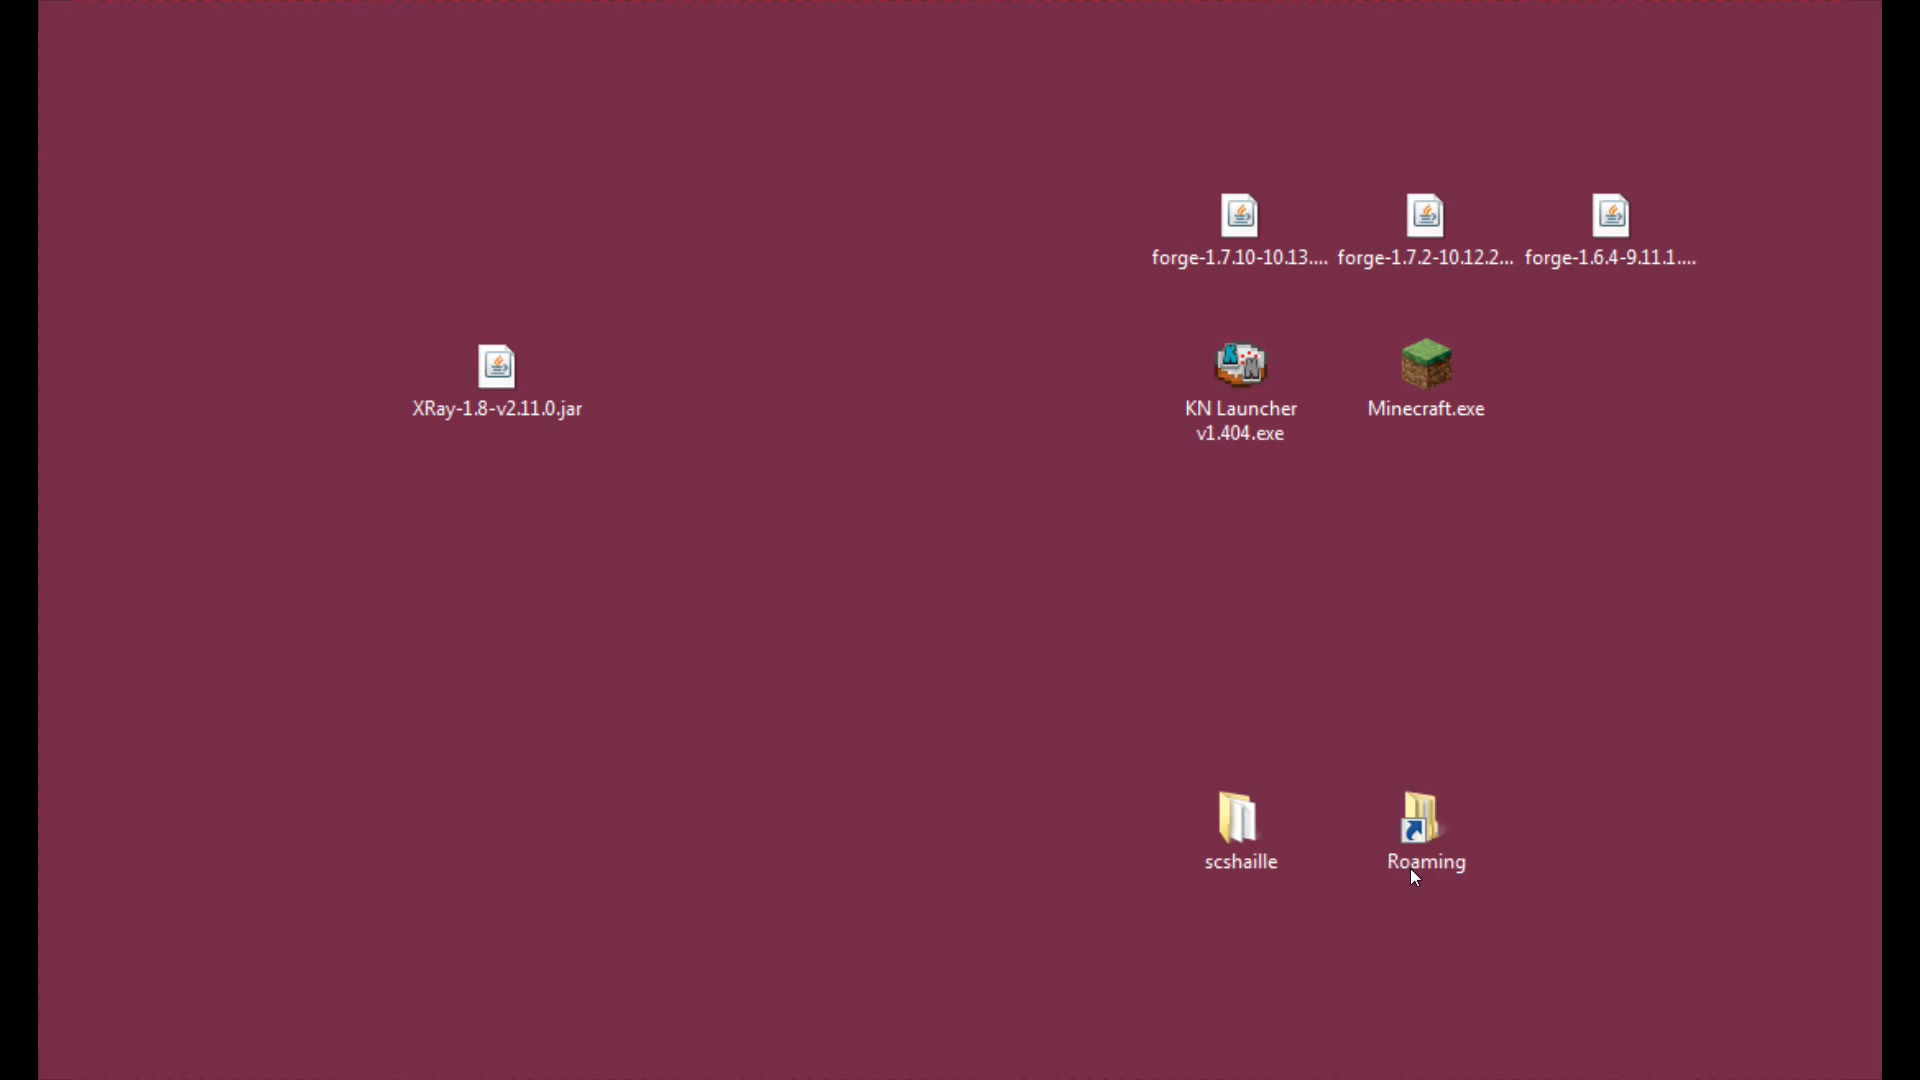 forge-1.7.10-10.13.... forge-1.7.2-10.12.2... forge-1.6.4-9.11.1....
XRay-1.8-v2.11.0.jar
KN Launcher
v1.404.exe
Minecraft.exe
scshaille
Roaming